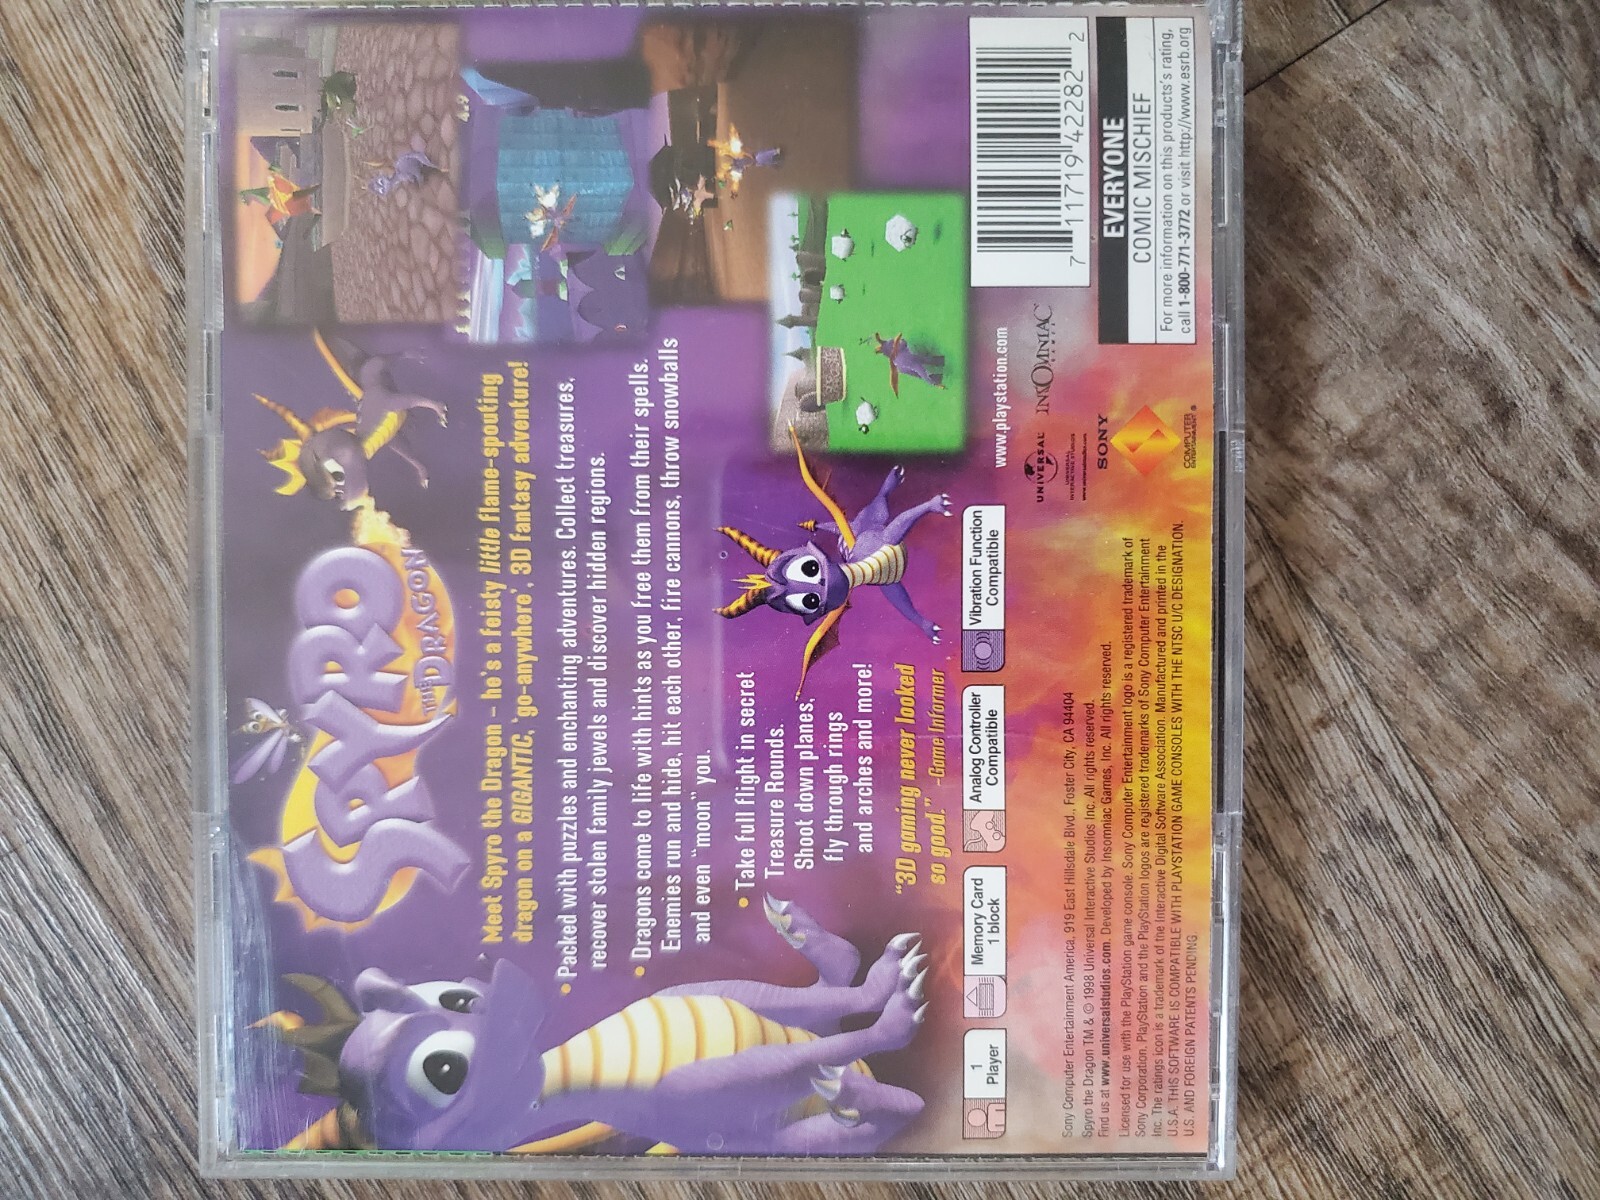 SPYRO
THE DRAGON
Meet Spyro the Dragon – he's a feisty little flame-spouting
dragon on a GIGANTIC, 'go-anywhere', 3D fantasy adventure!
• Packed with puzzles and enchanting adventures. Collect treasures,
recover stolen family jewels and discover hidden regions.
• Dragons come to life with hints as you free them from their spells.
Enemies run and hide, hit each other, fire cannons, throw snowballs
and even "moon" you.
• Take full flight in secret
Treasure Rounds.
Shoot down planes,
fly through rings
and arches and more!
"3D gaming never looked
so good." -Game Informer
1
Player
Memory Card
1 block
Analog Controller
Compatible
Vibration Function
Compatible
www.playstation.com
7 11719 42282 2
UNIVERSAL
UNIVERSAL
INTERACTIVE STUDIOS
www.universalstudios.com
INSOMNIAC
GAMES
SONY
COMPUTER
ENTERTAINMENT ®
EVERYONE
COMIC MISCHIEF
For more information on this products's rating,
call 1-800-771-3772 or visit http://www.esrb.org
Sony Computer Entertainment America, 919 East Hillsdale Blvd., Foster City, CA 94404
Spyro the Dragon TM & © 1998 Universal Interactive Studios Inc. All rights reserved.
Find us at www.universalstudios.com. Developed by Insomniac Games, Inc. All rights reserved.
Licensed for use with the PlayStation game console. Sony Computer Entertainment logo is a registered trademark of
Sony Corporation. PlayStation and the PlayStation logos are registered trademarks of Sony Computer Entertainment
Inc. The ratings icon is a trademark of the Interactive Digital Software Association. Manufactured and printed in the
U.S.A. THIS SOFTWARE IS COMPATIBLE WITH PLAYSTATION GAME CONSOLES WITH THE NTSC U/C DESIGNATION.
U.S. AND FOREIGN PATENTS PENDING.